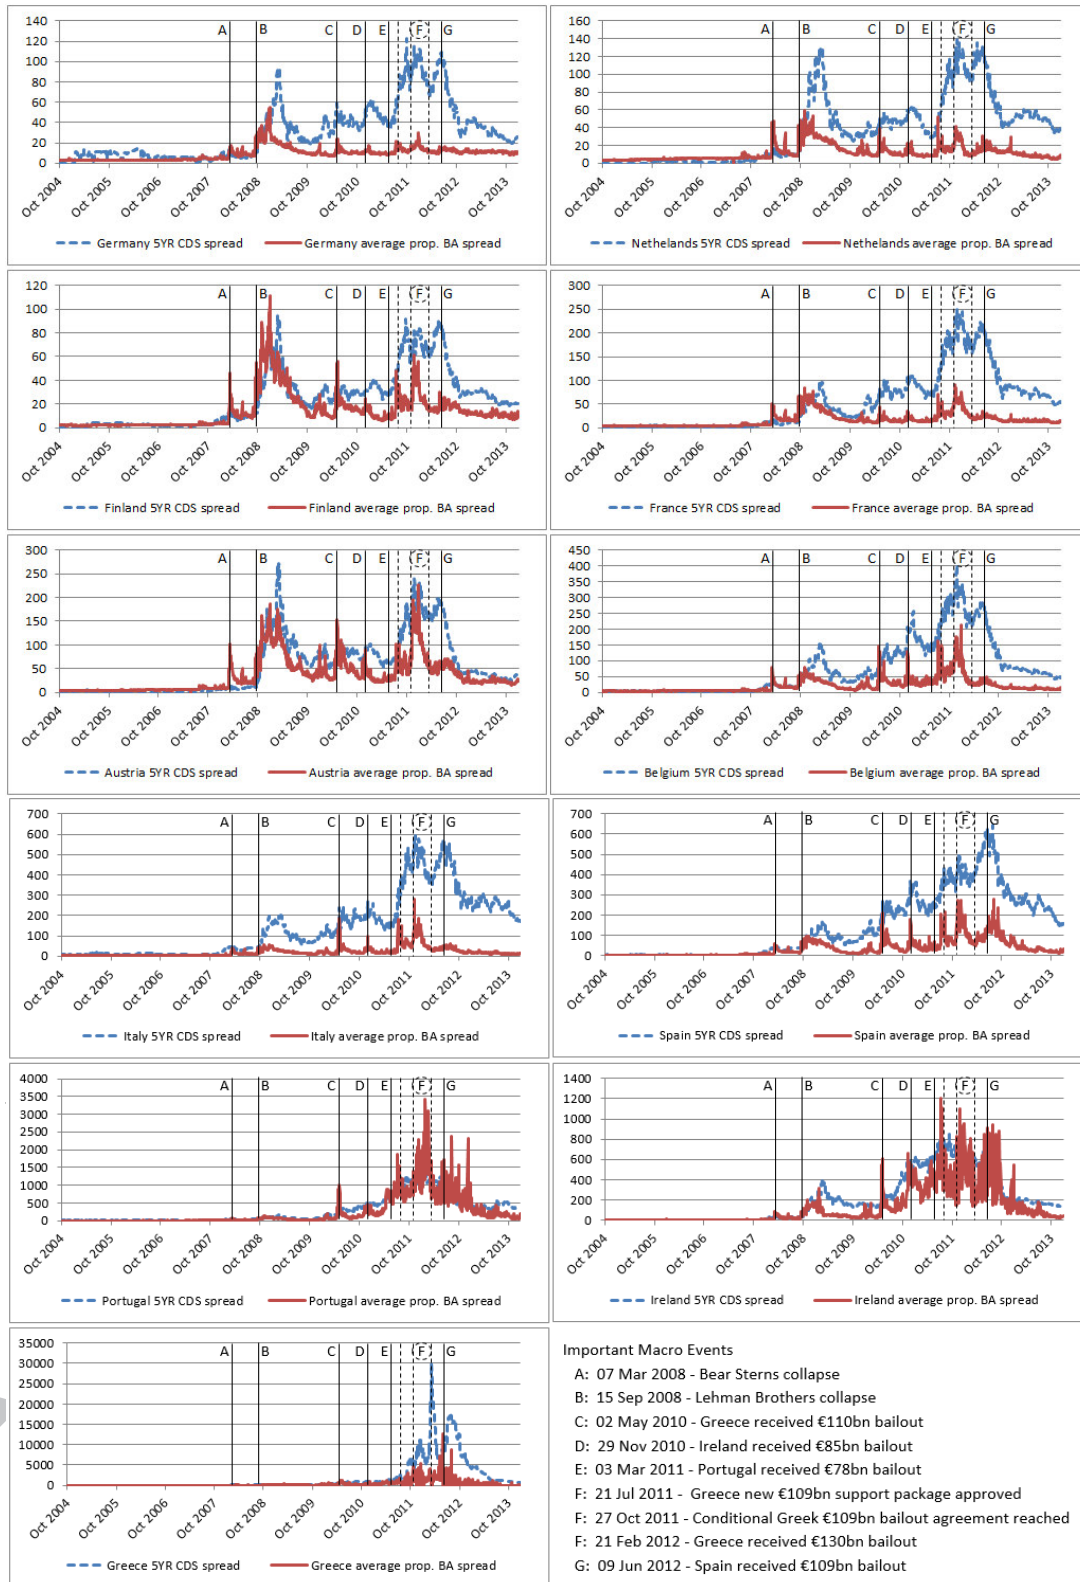 140
120
100
80
60
40
20
0
A B C D E F G
Oct 2004 Oct 2005 Oct 2006 Oct 2007 Oct 2008 Oct 2009 Oct 2010 Oct 2011 Oct 2012 Oct 2013
Germany 5YR CDS spread Germany average prop. BA spread
160
140
120
100
80
60
40
20
0
A B C D E F G
Oct 2004 Oct 2005 Oct 2006 Oct 2007 Oct 2008 Oct 2009 Oct 2010 Oct 2011 Oct 2012 Oct 2013
Nethelands 5YR CDS spread Nethelands average prop. BA spread
120
100
80
60
40
20
0
A B C D E F G
Oct 2004 Oct 2005 Oct 2006 Oct 2007 Oct 2008 Oct 2009 Oct 2010 Oct 2011 Oct 2012 Oct 2013
Finland 5YR CDS spread Finland average prop. BA spread
300
250
200
150
100
50
0
A B C D E F G
Oct 2004 Oct 2005 Oct 2006 Oct 2007 Oct 2008 Oct 2009 Oct 2010 Oct 2011 Oct 2012 Oct 2013
France 5YR CDS spread France average prop. BA spread
300
250
200
150
100
50
0
A B C D E F G
Oct 2004 Oct 2005 Oct 2006 Oct 2007 Oct 2008 Oct 2009 Oct 2010 Oct 2011 Oct 2012 Oct 2013
Austria 5YR CDS spread Austria average prop. BA spread
450
400
350
300
250
200
150
100
50
0
A B C D E F G
Oct 2004 Oct 2005 Oct 2006 Oct 2007 Oct 2008 Oct 2009 Oct 2010 Oct 2011 Oct 2012 Oct 2013
Belgium 5YR CDS spread Belgium average prop. BA spread
700
600
500
400
300
200
100
0
A B C D E F G
Oct 2004 Oct 2005 Oct 2006 Oct 2007 Oct 2008 Oct 2009 Oct 2010 Oct 2011 Oct 2012 Oct 2013
Italy 5YR CDS spread Italy average prop. BA spread
700
600
500
400
300
200
100
0
A B C D E F G
Oct 2004 Oct 2005 Oct 2006 Oct 2007 Oct 2008 Oct 2009 Oct 2010 Oct 2011 Oct 2012 Oct 2013
Spain 5YR CDS spread Spain average prop. BA spread
4000
3500
3000
2500
2000
1500
1000
500
0
A B C D E F G
Oct 2004 Oct 2005 Oct 2006 Oct 2007 Oct 2008 Oct 2009 Oct 2010 Oct 2011 Oct 2012 Oct 2013
Portugal 5YR CDS spread Portugal average prop. BA spread
1400
1200
1000
800
600
400
200
0
A B C D E F G
Oct 2004 Oct 2005 Oct 2006 Oct 2007 Oct 2008 Oct 2009 Oct 2010 Oct 2011 Oct 2012 Oct 2013
Ireland 5YR CDS spread Ireland average prop. BA spread
35000
30000
25000
20000
15000
10000
5000
0
A B C D E F G
Oct 2004 Oct 2005 Oct 2006 Oct 2007 Oct 2008 Oct 2009 Oct 2010 Oct 2011 Oct 2012 Oct 2013
Greece 5YR CDS spread Greece average prop. BA spread
Important Macro Events
A: 07 Mar 2008 - Bear Sterns collapse
B: 15 Sep 2008 - Lehman Brothers collapse
C: 02 May 2010 - Greece received €110bn bailout
D: 29 Nov 2010 - Ireland received €85bn bailout
E: 03 Mar 2011 - Portugal received €78bn bailout
F: 21 Jul 2011 - Greece new €109bn support package approved
F: 27 Oct 2011 - Conditional Greek €109bn bailout agreement reached
F: 21 Feb 2012 - Greece received €130bn bailout
G: 09 Jun 2012 - Spain received €109bn bailout